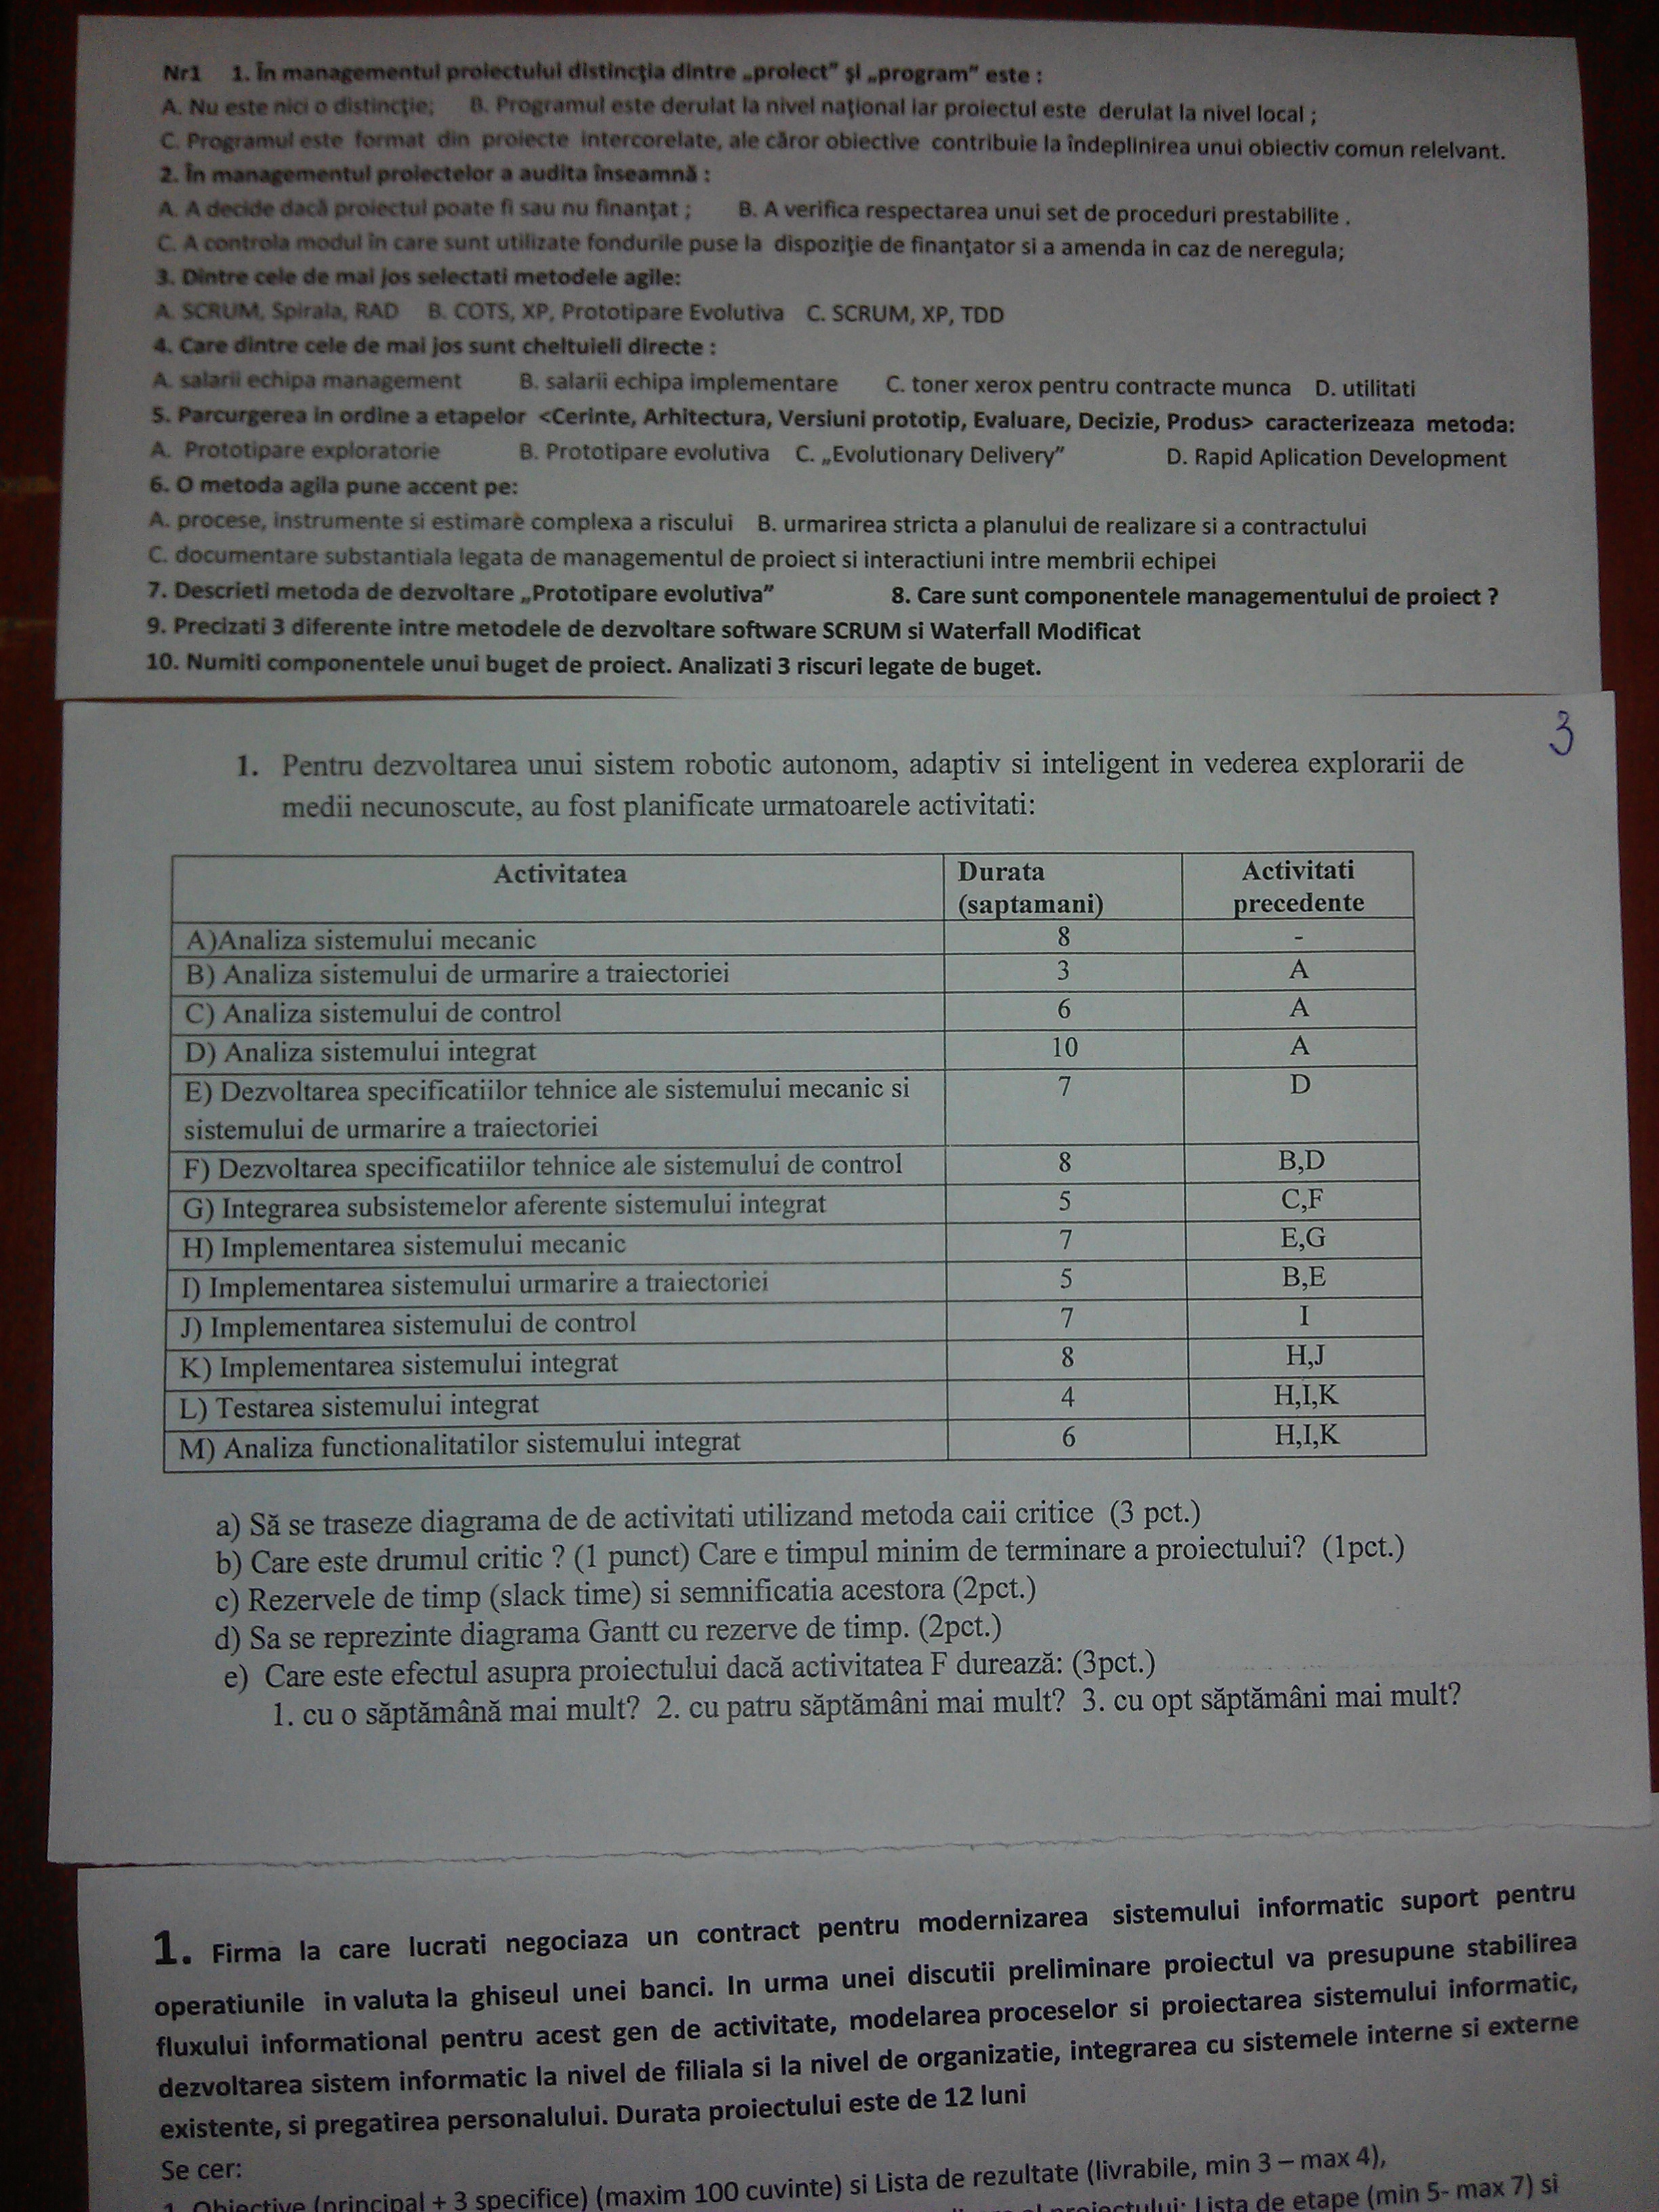 Nr1 1. În managementul proiectului distincţia dintre „proiect” şi „program” este :
A. Nu este nici o distincţie; B. Programul este derulat la nivel naţional iar proiectul este derulat la nivel local ;
C. Programul este format din proiecte intercorelate, ale căror obiective contribuie la îndeplinirea unui obiectiv comun relelvant.
2. În managementul proiectelor a audita înseamnă :
A. A decide dacă proiectul poate fi sau nu finanţat ; B. A verifica respectarea unui set de proceduri prestabilite .
C. A controla modul în care sunt utilizate fondurile puse la dispoziţie de finanţator si a amenda in caz de neregula;
3. Dintre cele de mai jos selectati metodele agile:
A. SCRUM, Spirala, RAD B. COTS, XP, Prototipare Evolutiva C. SCRUM, XP, TDD
4. Care dintre cele de mai jos sunt cheltuieli directe :
A. salarii echipa management B. salarii echipa implementare C. toner xerox pentru contracte munca D. utilitati
5. Parcurgerea in ordine a etapelor <Cerinte, Arhitectura, Versiuni prototip, Evaluare, Decizie, Produs> caracterizeaza metoda:
A. Prototipare exploratorie B. Prototipare evolutiva C. „Evolutionary Delivery” D. Rapid Aplication Development
6. O metoda agila pune accent pe:
A. procese, instrumente si estimare complexa a riscului B. urmarirea stricta a planului de realizare si a contractului
C. documentare substantiala legata de managementul de proiect si interactiuni intre membrii echipei
7. Descrieti metoda de dezvoltare „Prototipare evolutiva” 8. Care sunt componentele managementului de proiect ?
9. Precizati 3 diferente intre metodele de dezvoltare software SCRUM si Waterfall Modificat
10. Numiti componentele unui buget de proiect. Analizati 3 riscuri legate de buget.
3
1. Pentru dezvoltarea unui sistem robotic autonom, adaptiv si inteligent in vederea explorarii de
medii necunoscute, au fost planificate urmatoarele activitati:
Activitatea Durata Activitati
(saptamani) precedente
A)Analiza sistemului mecanic 8 -
B) Analiza sistemului de urmarire a traiectoriei 3 A
C) Analiza sistemului de control 6 A
D) Analiza sistemului integrat 10 A
E) Dezvoltarea specificatiilor tehnice ale sistemului mecanic si 7 D
sistemului de urmarire a traiectoriei
F) Dezvoltarea specificatiilor tehnice ale sistemului de control 8 B,D
G) Integrarea subsistemelor aferente sistemului integrat 5 C,F
H) Implementarea sistemului mecanic 7 E,G
I) Implementarea sistemului urmarire a traiectoriei 5 B,E
J) Implementarea sistemului de control 7 I
K) Implementarea sistemului integrat 8 H,J
L) Testarea sistemului integrat 4 H,I,K
M) Analiza functionalitatilor sistemului integrat 6 H,I,K
a) Să se traseze diagrama de de activitati utilizand metoda caii critice (3 pct.)
b) Care este drumul critic ? (1 punct) Care e timpul minim de terminare a proiectului? (1pct.)
c) Rezervele de timp (slack time) si semnificatia acestora (2pct.)
d) Sa se reprezinte diagrama Gantt cu rezerve de timp. (2pct.)
e) Care este efectul asupra proiectului dacă activitatea F durează: (3pct.)
1. cu o săptămână mai mult? 2. cu patru săptămâni mai mult? 3. cu opt săptămâni mai mult?
1. Firma la care lucrati negociaza un contract pentru modernizarea sistemului informatic suport pentru
operatiunile in valuta la ghiseul unei banci. In urma unei discutii preliminare proiectul va presupune stabilirea
fluxului informational pentru acest gen de activitate, modelarea proceselor si proiectarea sistemului informatic,
dezvoltarea sistem informatic la nivel de filiala si la nivel de organizatie, integrarea cu sistemele interne si externe
existente, si pregatirea personalului. Durata proiectului este de 12 luni
Se cer:
1. Obiective (principal + 3 specifice) (maxim 100 cuvinte) si Lista de rezultate (livrabile, min 3 – max 4),
proiectului; Lista de etape (min 5- max 7) si